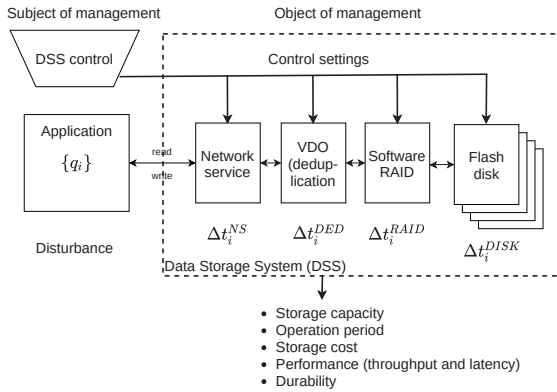 Subject of management
Object of management
DSS control
Control settings
Application
{q_i}
read
write
Network
service
VDO
(dedup-
lication
Software
RAID
Flash
disk
Δt_i^{NS}
Δt_i^{DED}
Δt_i^{RAID}
Δt_i^{DISK}
Disturbance
Data Storage System (DSS)
• Storage capacity
• Operation period
• Storage cost
• Performance (throughput and latency)
• Durability